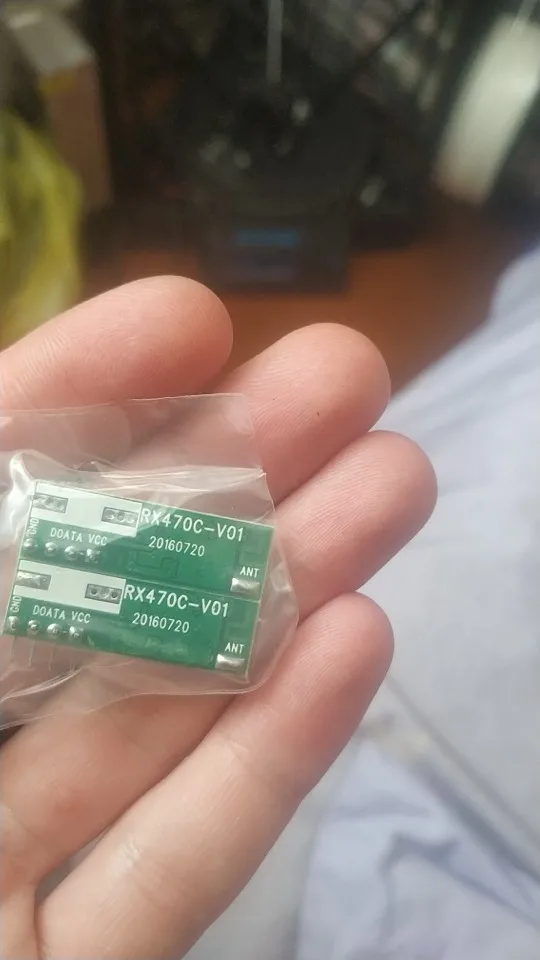 RX470C-V01
GND
DOATA VCC
20160720
ANT
RX470C-V01
GND
DOATA VCC
20160720
ANT